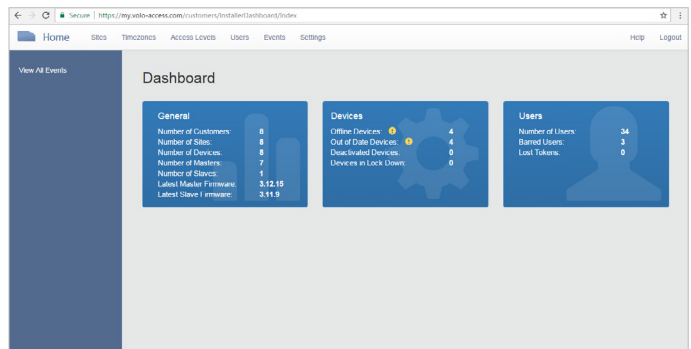 Secure | https://my.volo-access.com/customers/InstallerDashboard/Index
Home Sites Timezones Access Levels Users Events Settings Help Logout
View All Events
Dashboard
General
Number of Customers: 8
Number of Sites: 8
Number of Devices: 8
Number of Masters: 7
Number of Slaves: 1
Latest Master Firmware: 3.12.15
Latest Slave Firmware: 3.11.9
Devices
Offline Devices: 4
Out of Date Devices: 4
Deactivated Devices: 0
Devices in Lock Down: 0
Users
Number of Users: 34
Barred Users: 3
Lost Tokens: 0